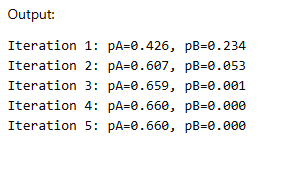 Output:
Iteration 1: pA=0.426, pB=0.234
Iteration 2: pA=0.607, pB=0.053
Iteration 3: pA=0.659, pB=0.001
Iteration 4: pA=0.660, pB=0.000
Iteration 5: pA=0.660, pB=0.000